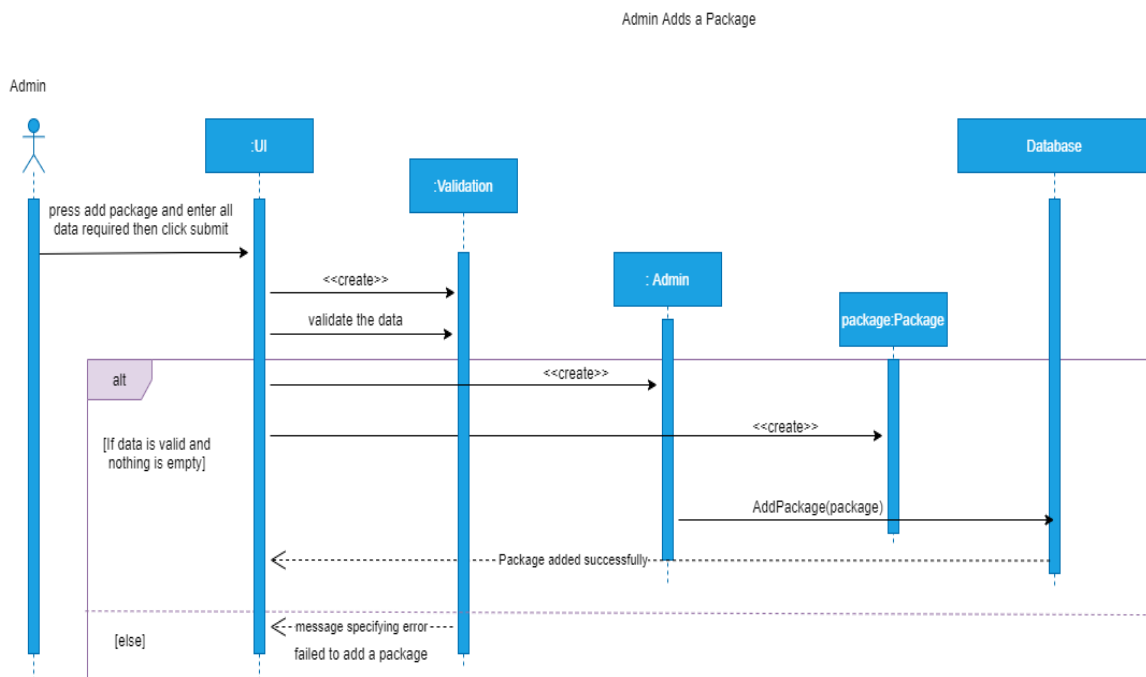 Admin Adds a Package
Admin
:UI
Database
:Validation
press add package and enter all
data required then click submit
: Admin
<<create>>
package:Package
validate the data
alt
<<create>>
<<create>>
[If data is valid and
nothing is empty]
AddPackage(package)
Package added successfully
message specifying error
[else]
failed to add a package